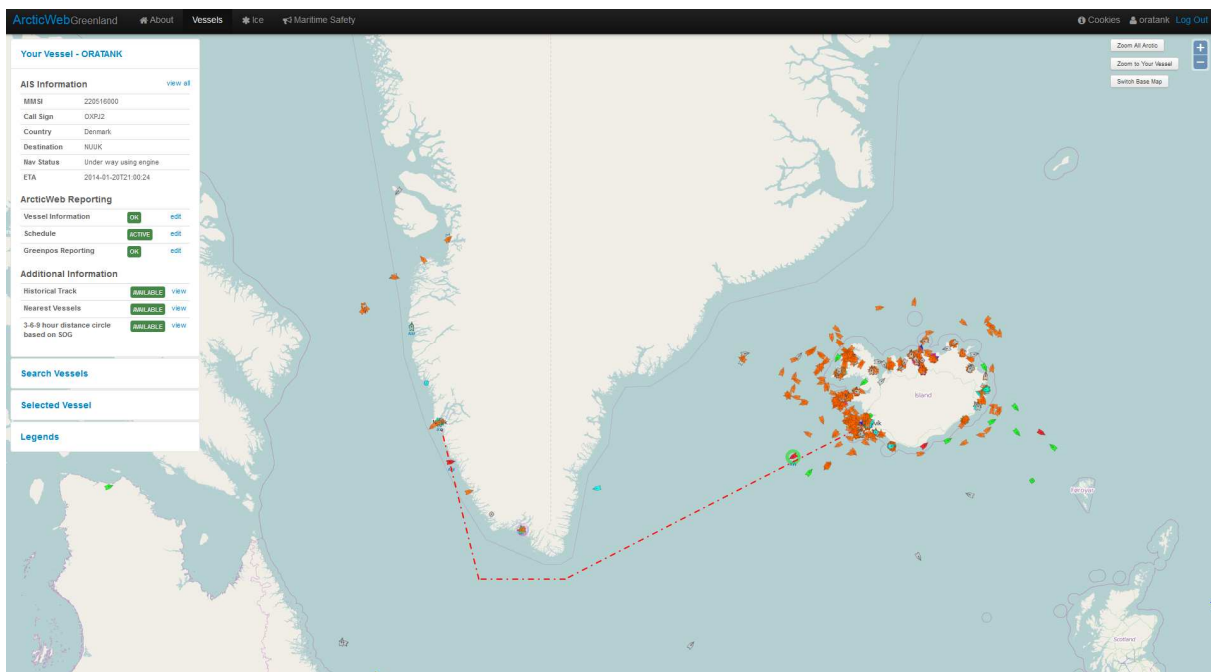 ArcticWebGreenland About Vessels Ice Maritime Safety Cookies oratank Log Out
Your Vessel - ORATANK
AIS Information view all
MMSI 220516000
Call Sign OXPJ2
Country Denmark
Destination NUUK
Nav Status Under way using engine
ETA 2014-01-20T21:00:24
ArcticWeb Reporting
Vessel Information OK edit
Schedule ACTIVE edit
Greenpos Reporting OK edit
Additional Information
Historical Track AVAILABLE view
Nearest Vessels AVAILABLE view
3-6-9 hour distance circle AVAILABLE view
based on SOG
Search Vessels
Selected Vessel
Legends
Zoom All Arctic
Zoom to Your Vessel
Switch Base Map
+
−
Ísland
Føroyar
Scotland